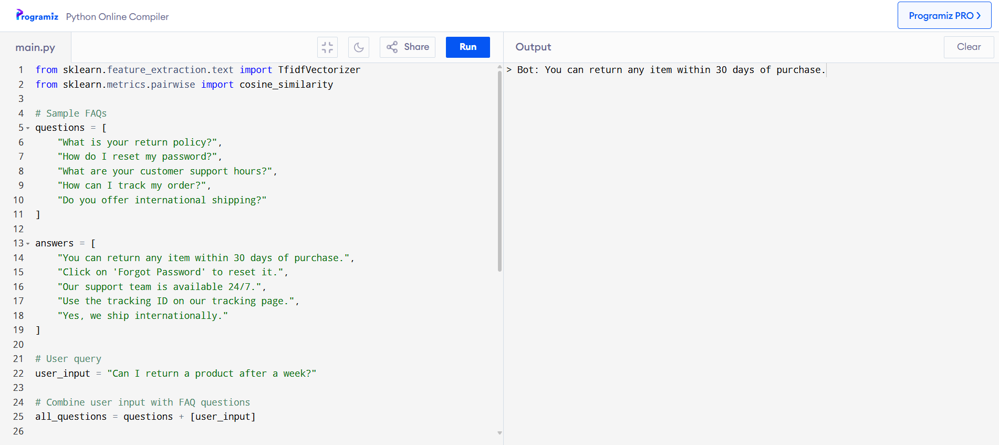 Programiz Python Online Compiler
Programiz PRO
main.py
Share
Run
Output
Clear
1 from sklearn.feature_extraction.text import TfidfVectorizer
2 from sklearn.metrics.pairwise import cosine_similarity
3
4 # Sample FAQs
5 questions = [
6     "What is your return policy?",
7     "How do I reset my password?",
8     "What are your customer support hours?",
9     "How can I track my order?",
10     "Do you offer international shipping?"
11 ]
12
13 answers = [
14     "You can return any item within 30 days of purchase.",
15     "Click on 'Forgot Password' to reset it.",
16     "Our support team is available 24/7.",
17     "Use the tracking ID on our tracking page.",
18     "Yes, we ship internationally."
19 ]
20
21 # User query
22 user_input = "Can I return a product after a week?"
23
24 # Combine user input with FAQ questions
25 all_questions = questions + [user_input]
26
> Bot: You can return any item within 30 days of purchase.